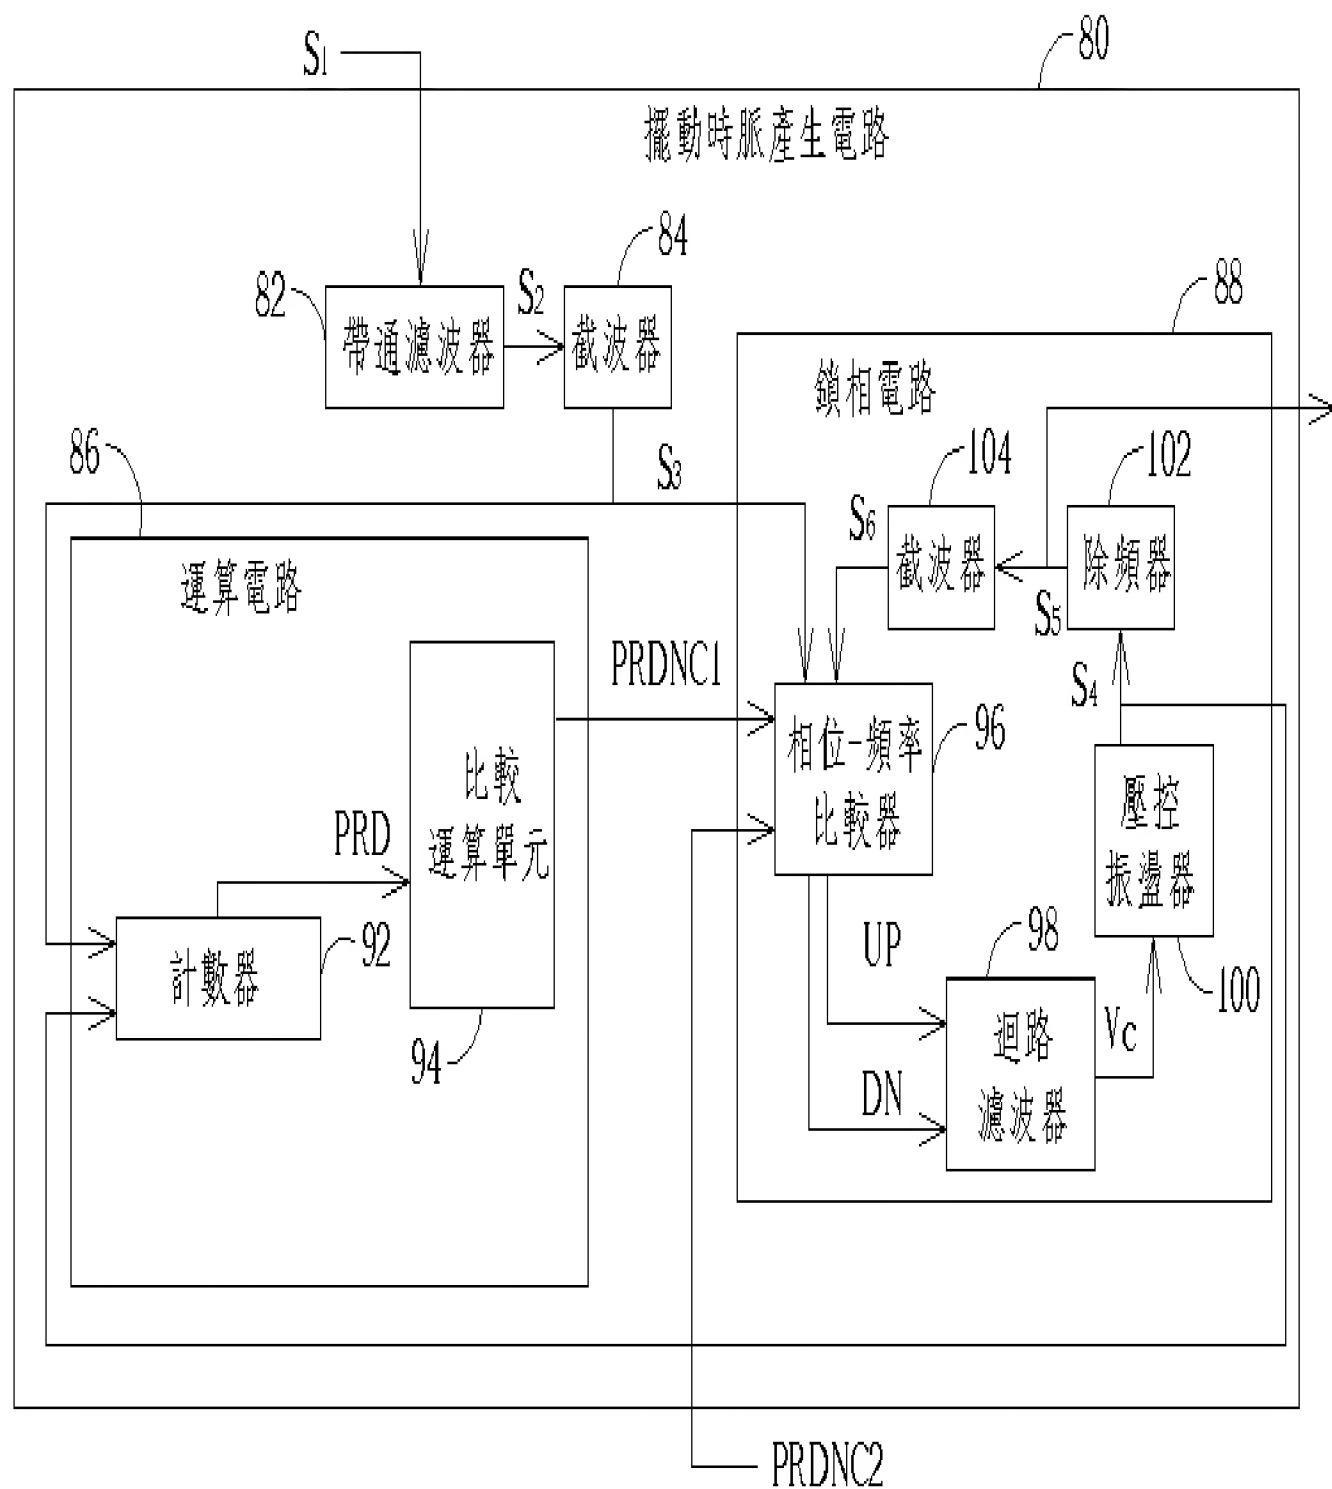 S1
80
擺動時脈產生電路
84
82
S2
帶通濾波器
截波器
88
鎖相電路
86
S3
104
102
S6
截波器
除頻器
運算電路
S5
PRDNC1
S4
96
相位-頻率
比較器
比較
運算單元
PRD
壓控
振盪器
計數器
92
UP
98
100
94
迴路
濾波器
Vc
DN
PRDNC2